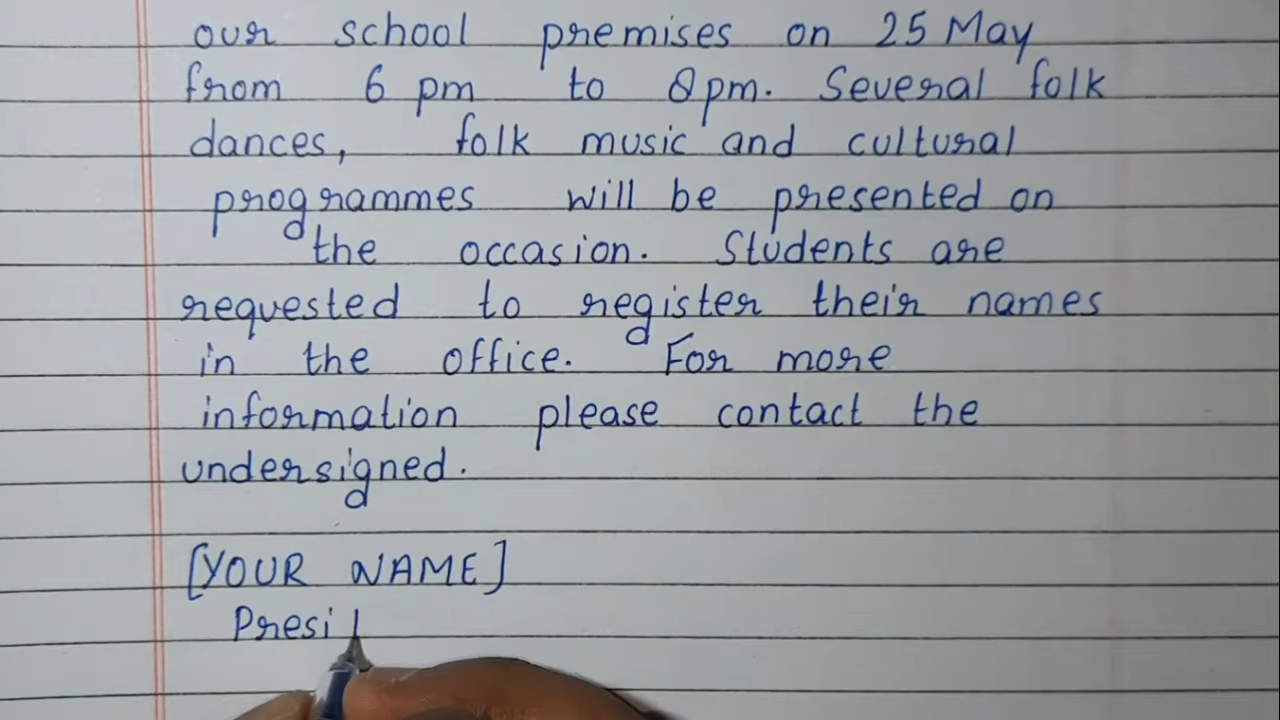 our school premises on 25 May
from 6 pm to 8pm. Several folk
dances, folk music and cultural
programmes will be presented on
the occasion. Students are
requested to register their names
in the office. For more
information please contact the
undersigned.
[YOUR NAME]
Presi